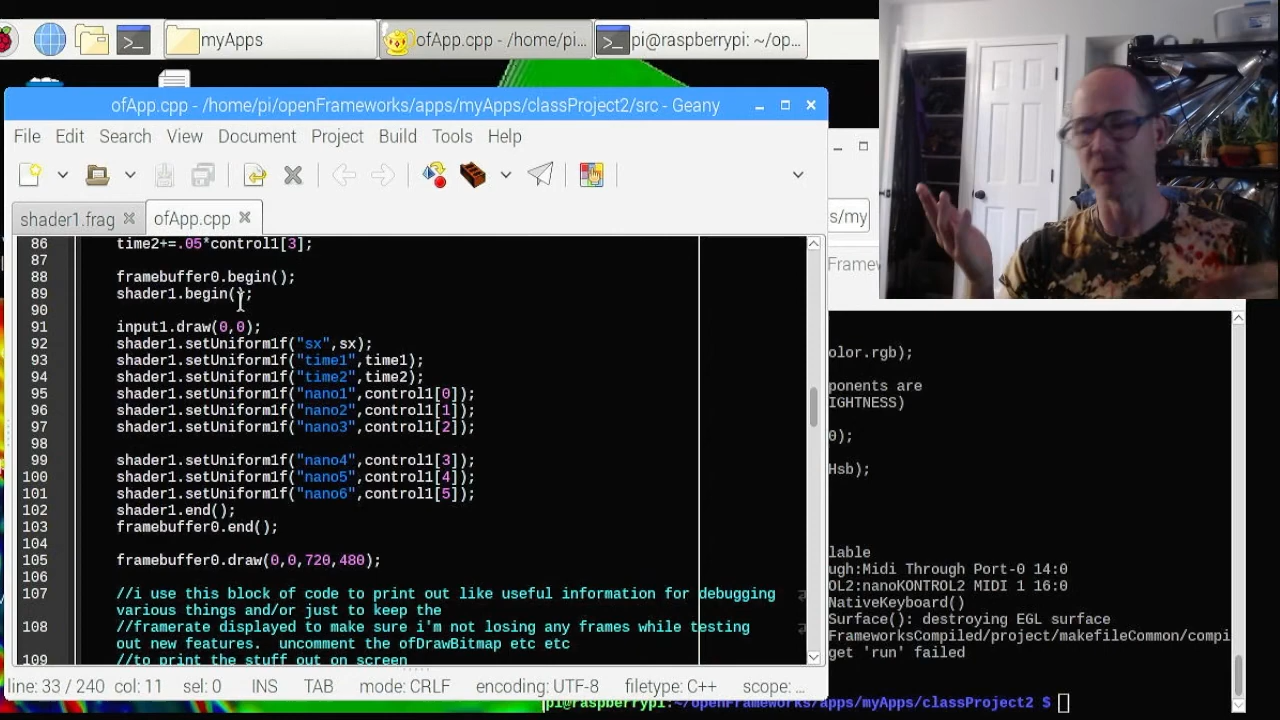 myApps
ofApp.cpp - /home/pi...
pi@raspberrypi: ~/op...
ofApp.cpp - /home/pi/openFrameworks/apps/myApps/classProject2/src - Geany
File Edit Search View Document Project Build Tools Help
shader1.frag ofApp.cpp
86 time2+=.05*control1[3];
87
88 framebuffer0.begin();
89 shader1.begin();
90
91 input1.draw(0,0);
92 shader1.setUniform1f("sx",sx);
93 shader1.setUniform1f("time1",time1);
94 shader1.setUniform1f("time2",time2);
95 shader1.setUniform1f("nano1",control1[0]);
96 shader1.setUniform1f("nano2",control1[1]);
97 shader1.setUniform1f("nano3",control1[2]);
98
99 shader1.setUniform1f("nano4",control1[3]);
100 shader1.setUniform1f("nano5",control1[4]);
101 shader1.setUniform1f("nano6",control1[5]);
102 shader1.end();
103 framebuffer0.end();
104
105 framebuffer0.draw(0,0,720,480);
106
107 //i use this block of code to print out like useful information for debugging
various things and/or just to keep the
108 //framerate displayed to make sure i'm not losing any frames while testing
out new features. uncomment the ofDrawBitmap etc etc
109 //to print the stuff out on screen
line: 33 / 240 col: 11 sel: 0 INS TAB mode: CRLF encoding: UTF-8 filetype: C++ scope: ...
s/my
Framew
olor.rgb);
ponents are
IGHTNESS)
0);
Hsb);
lable
ugh:Midi Through Port-0 14:0
OL2:nanoKONTROL2 MIDI 1 16:0
NativeKeyboard()
Surface(): destroying EGL surface
FrameworksCompiled/project/makefileCommon/compi
get 'run' failed
pi@raspberrypi:~/openFrameworks/apps/myApps/classProject2 $